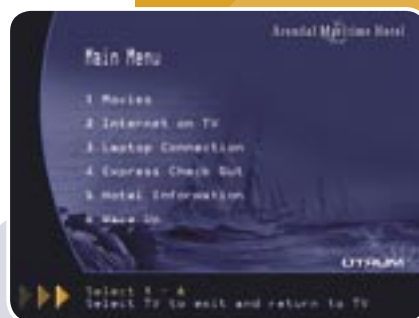 Arendal Maritime Hotel
Main Menu
1 Movies
2 Internet on TV
3 Laptop Connection
4 Express Check Out
5 Hotel Information
6 Wake Up
UTRUM
Select 1 - 6
Select TV to exit and return to TV